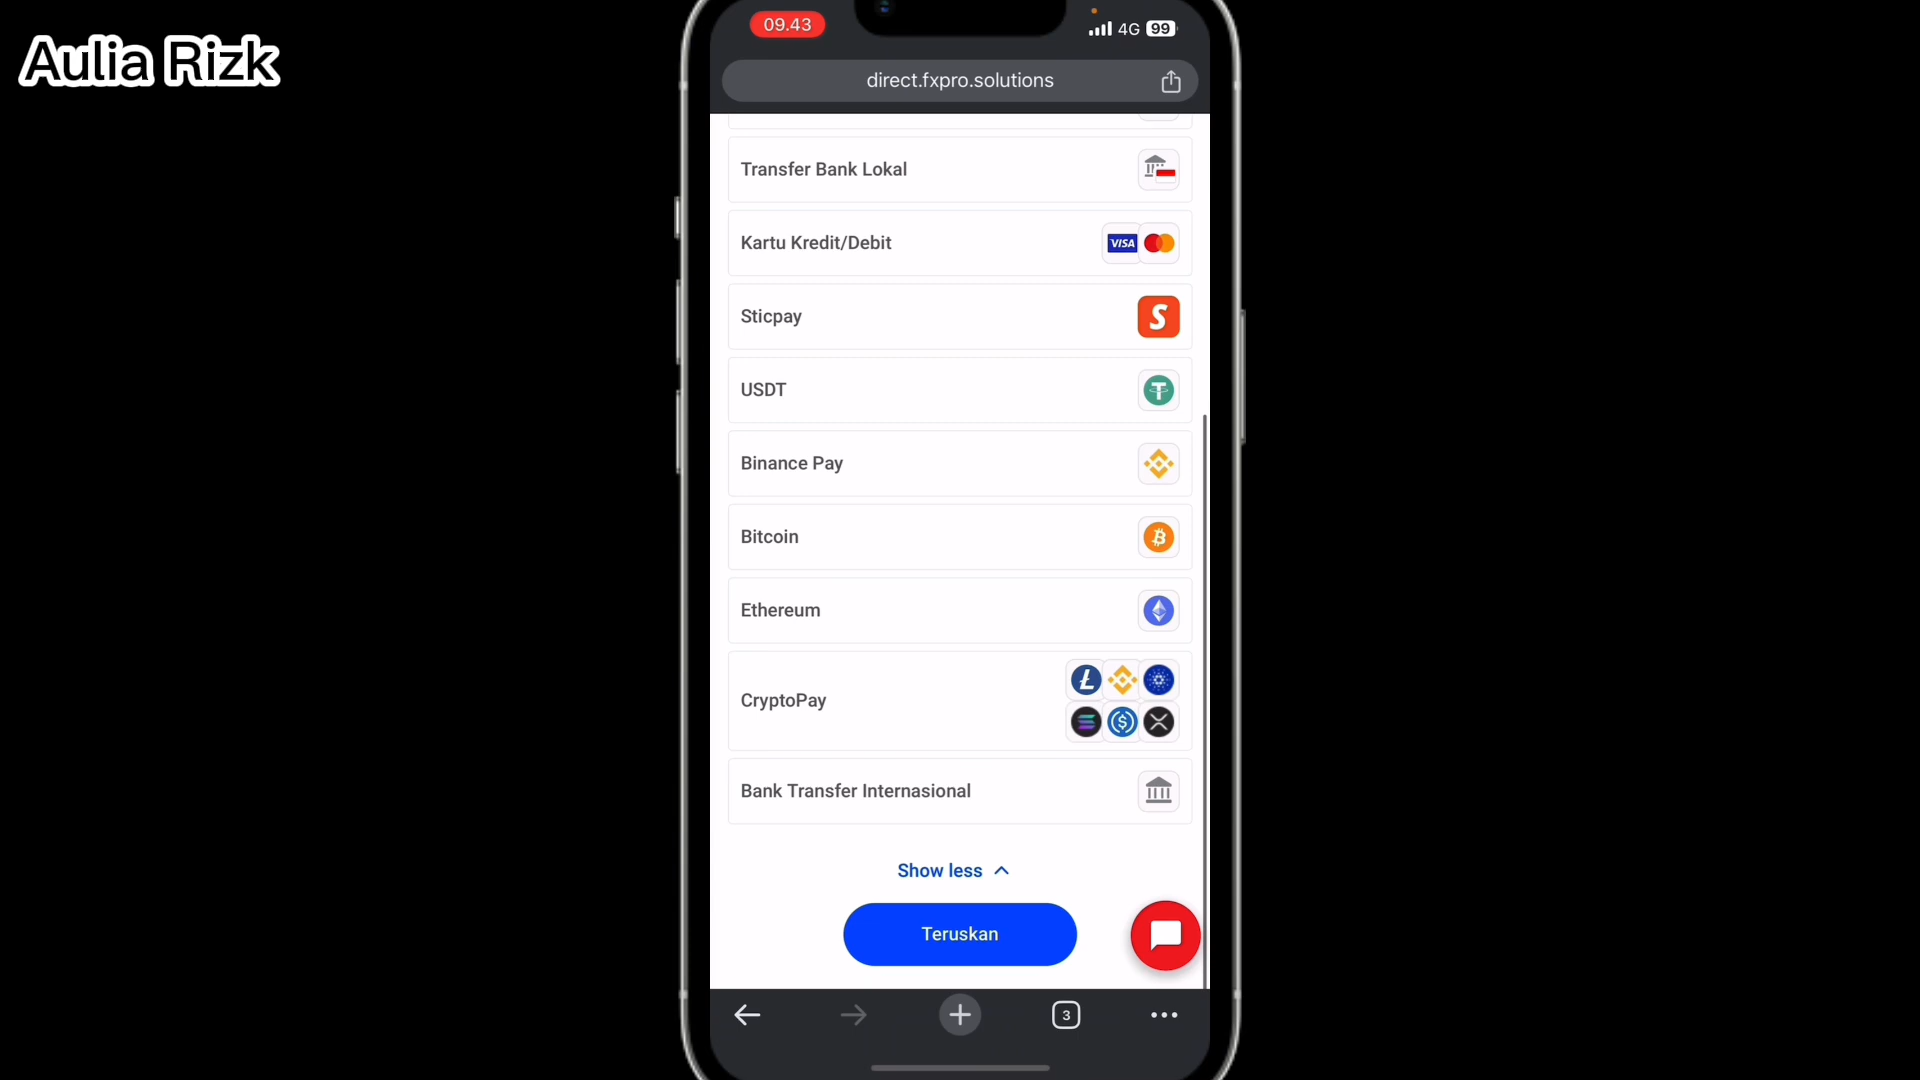 Aulia Rizk
09.43
4G 99
direct.fxpro.solutions
Transfer Bank Lokal
Kartu Kredit/Debit
VISA
Sticpay
USDT
Binance Pay
Bitcoin
Ethereum
CryptoPay
Bank Transfer Internasional
Show less
Teruskan
3